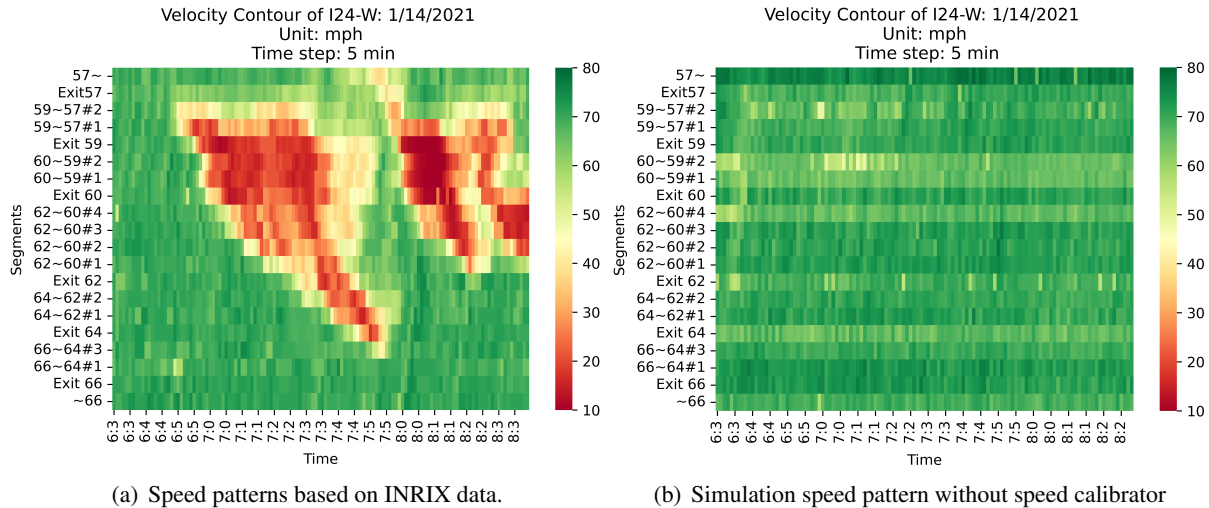 Velocity Contour of I24-W: 1/14/2021
Unit: mph
Time step: 5 min
57~
Exit57
59~57#2
59~57#1
Exit 59
60~59#2
60~59#1
Exit 60
62~60#4
62~60#3
62~60#2
62~60#1
Exit 62
64~62#2
64~62#1
Exit 64
66~64#3
66~64#1
Exit 66
~66
Segments
6:3 6:3 6:4 6:4 6:5 6:5 7:0 7:0 7:1 7:1 7:2 7:2 7:3 7:3 7:4 7:4 7:5 7:5 8:0 8:0 8:1 8:1 8:2 8:2 8:3 8:3
Time
80
70
60
50
40
30
20
10
(a) Speed patterns based on INRIX data.
Velocity Contour of I24-W: 1/14/2021
Unit: mph
Time step: 5 min
57~
Exit57
59~57#2
59~57#1
Exit 59
60~59#2
60~59#1
Exit 60
62~60#4
62~60#3
62~60#2
62~60#1
Exit 62
64~62#2
64~62#1
Exit 64
66~64#3
66~64#1
Exit 66
~66
Segments
6:3 6:3 6:4 6:4 6:5 6:5 7:0 7:0 7:1 7:1 7:2 7:2 7:3 7:3 7:4 7:4 7:5 7:5 8:0 8:0 8:1 8:1 8:2 8:2
Time
80
70
60
50
40
30
20
10
(b) Simulation speed pattern without speed calibrator